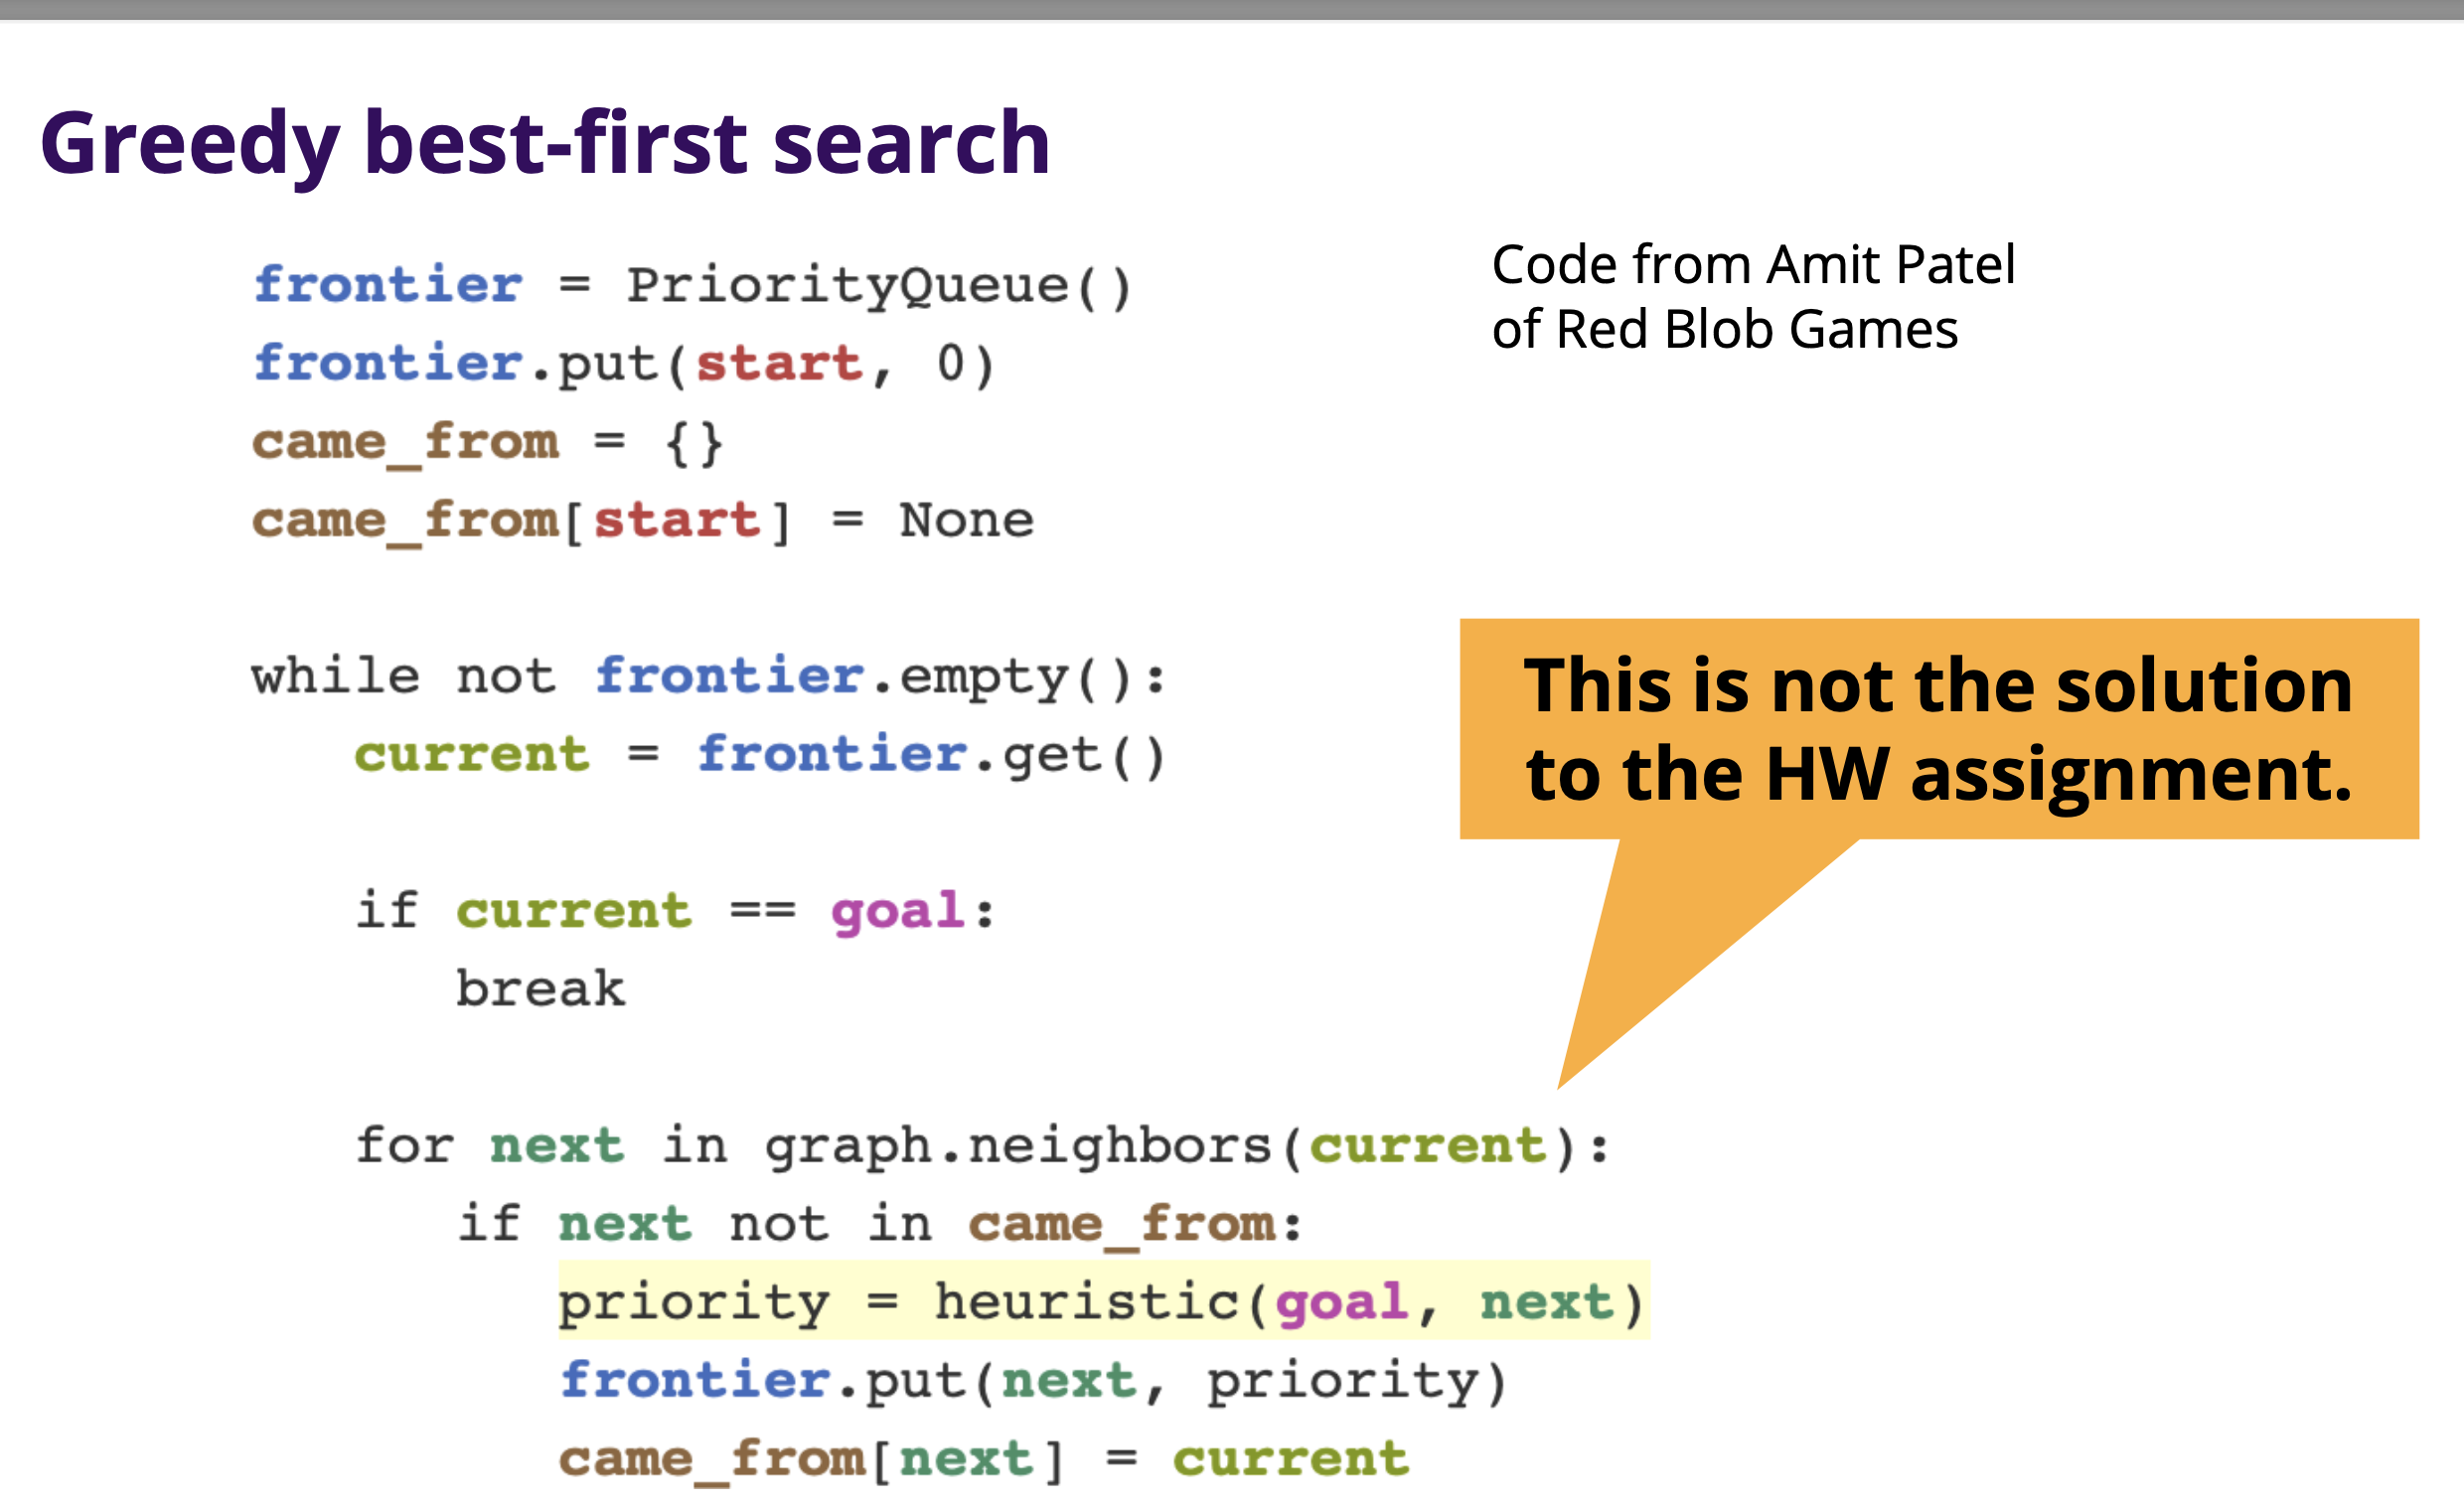 Greedy best-first search
frontier = PriorityQueue()
frontier.put(start, 0)
came_from = {}
came_from[start] = None
while not frontier.empty():
    current = frontier.get()
    if current == goal:
        break
    for next in graph.neighbors(current):
        if next not in came_from:
            priority = heuristic(goal, next)
            frontier.put(next, priority)
            came_from[next] = current
Code from Amit Patel
of Red Blob Games
This is not the solution
to the HW assignment.